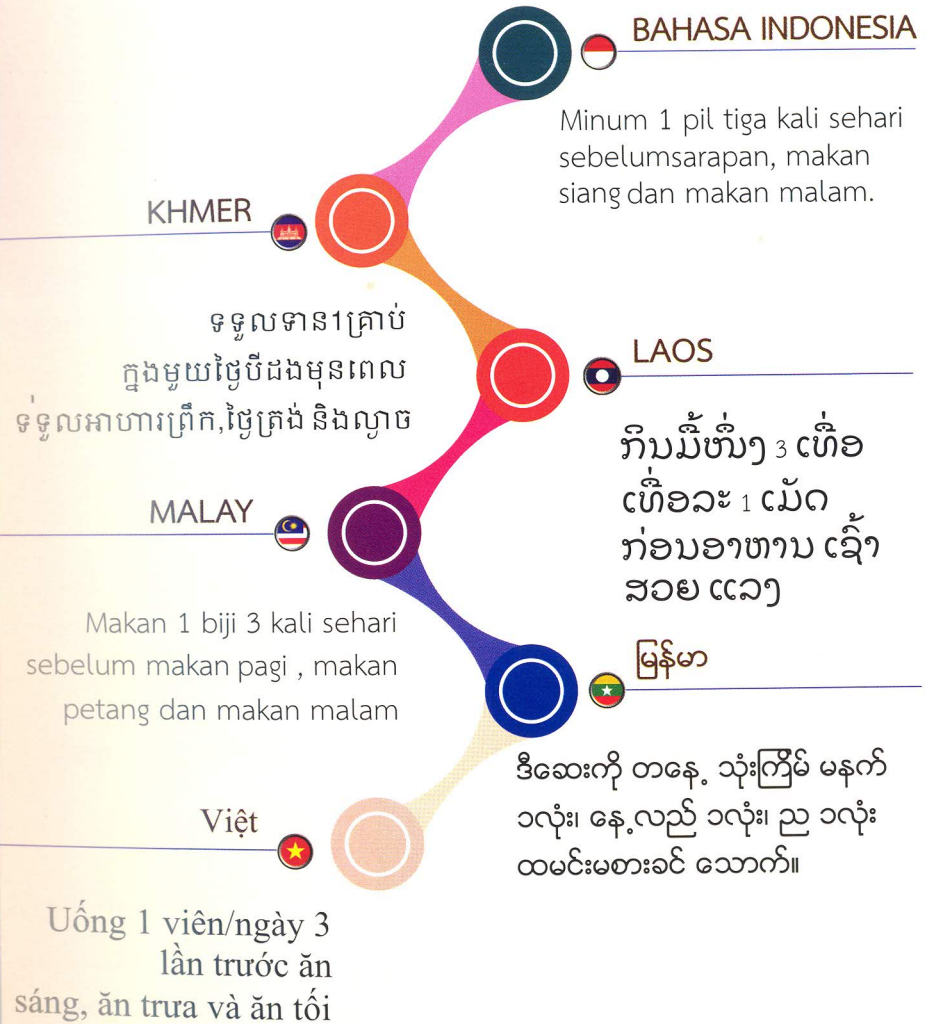 BAHASA INDONESIA
Minum 1 pil tiga kali sehari
sebelumsarapan, makan
siang dan makan malam.
KHMER
ទទួលទាន1គ្រាប់
ក្នុងមួយថ្ងៃបីដងមុនពេល
ទទួលអាហារព្រឹក,ថ្ងៃត្រង់ និងល្ងាច
LAOS
ກິນມື້ໜຶ່ງ 3 ເທື່ອ
ເທື່ອລະ 1 ເມັດ
ກ່ອນອາຫານ ເຊົ້າ
ສວຍ ແລງ
MALAY
Makan 1 biji 3 kali sehari
sebelum makan pagi , makan
petang dan makan malam
မြန်မာ
ဒီဆေးကို တနေ့ သုံးကြိမ် မနက်
၁လုံး၊ နေ့လည် ၁လုံး၊ ည ၁လုံး
ထမင်းမစားခင် သောက်။
Việt
Uống 1 viên/ngày 3
lần trước ăn
sáng, ăn trưa và ăn tối